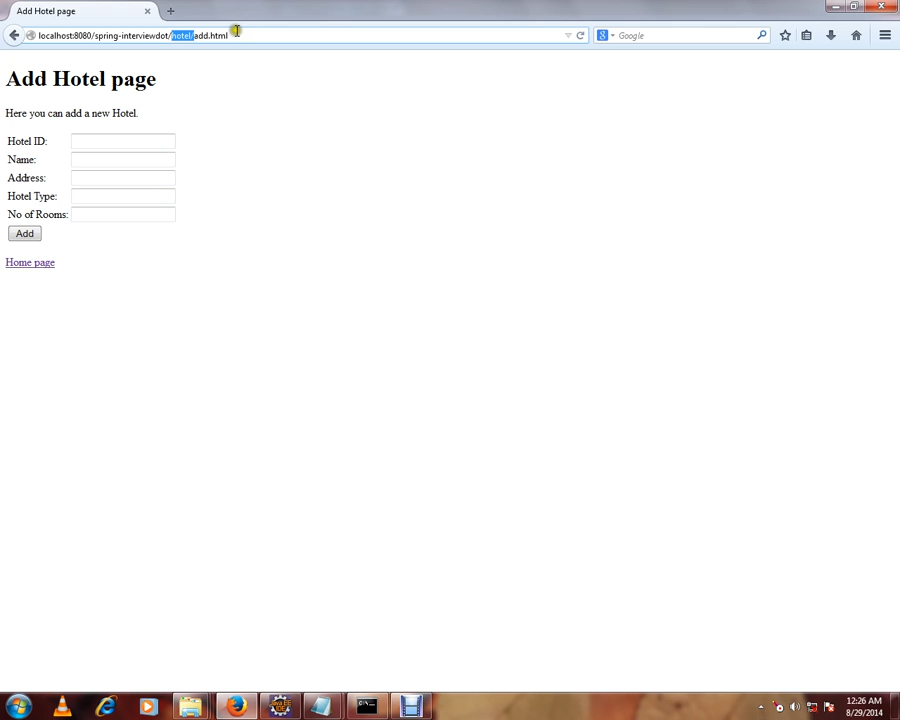 Add Hotel page
localhost:8080/spring-interviewdot/hotel/add.html
Google
Add Hotel page
Here you can add a new Hotel.
Hotel ID:
Name:
Address:
Hotel Type:
No of Rooms:
Add
Home page
12:26 AM
8/29/2014